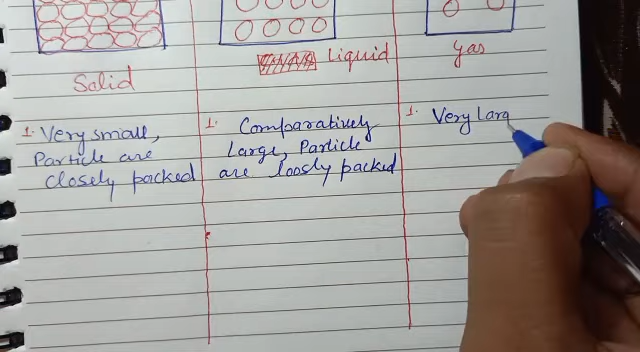 Solid
Liquid
Gas
1. Very small,
Particle are
closely packed
1. Comparatively
Large, Particle
are loosly packed
1. Very larg